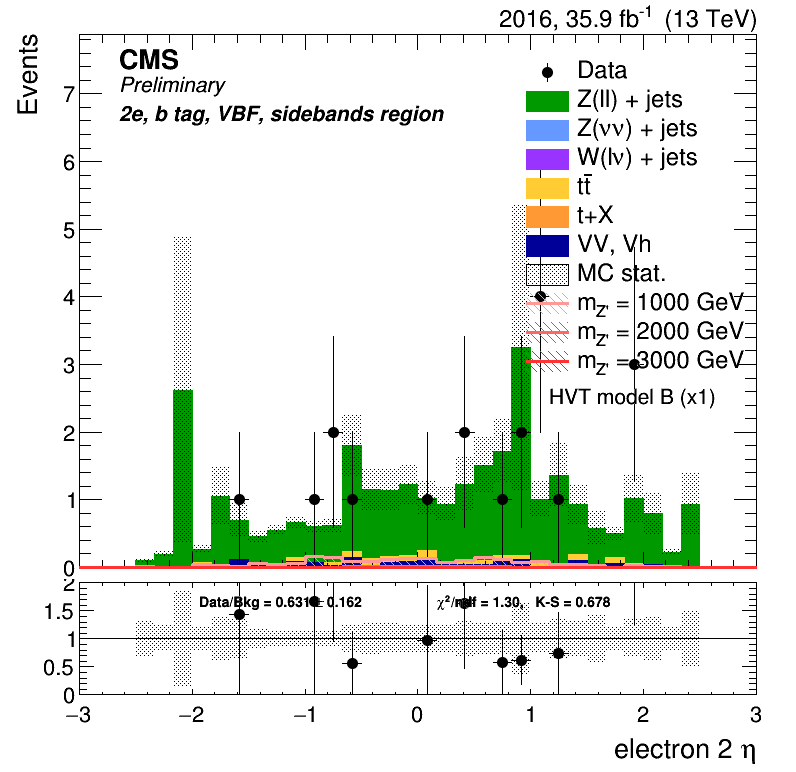 2016, 35.9 fb⁻¹ (13 TeV)
Events
CMS
Preliminary
2e, b tag, VBF, sidebands region
Data
Z(ll) + jets
Z(νν) + jets
W(lν) + jets
tt̄
t+X
VV, Vh
MC stat.
m_Z' = 1000 GeV
m_Z' = 2000 GeV
m_Z' = 3000 GeV
HVT model B (x1)
7
6
5
4
3
2
1
0
Data/Bkg = 0.631 ± 0.162
χ²/ndf = 1.30, K-S = 0.678
2
1.5
1
0.5
0
−3 −2 −1 0 1 2 3
electron 2 η